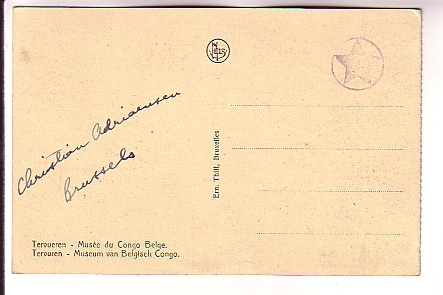 Christian Adriaensen
Brussels
Ern. Thill, Bruxelles
Tervueren - Musée du Congo Belge.
Tervuren - Museum van Belgisch Congo.